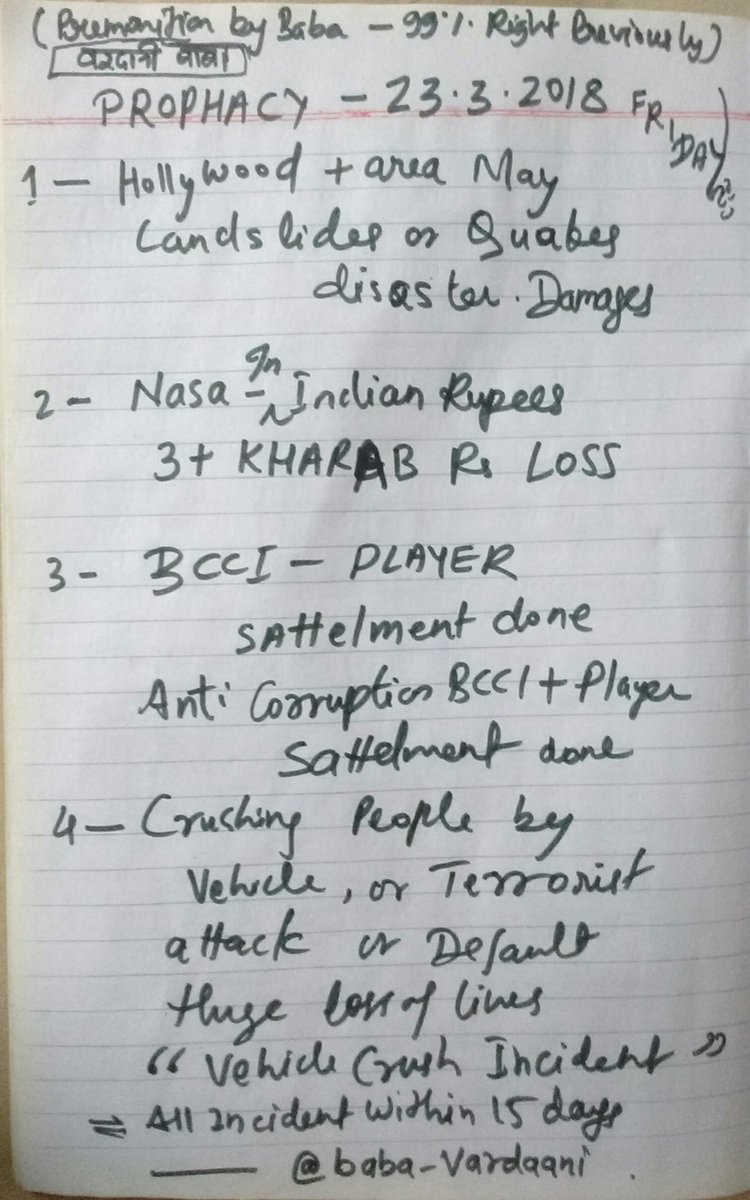 (Premanition by Baba - 99%. Right Previously)
वरदानी बाबा
PROPHACY - 23.3.2018 FRIDAY
1 - Hollywood + area May
Landslides or Quakes
disaster. Damages
2 - Nasa - In Indian Rupees
3+ KHARAB Rs LOSS
3 - BCCI - PLAYER
SAttelment done
Anti Corruption BCCI + Player
Sattelment done
4 - Crushing People by
Vehicle, or Terrorist
attack or Default
Huge loss of lives
" Vehicle Crush Incident "
⇌ All Incident Within 15 days
—— @baba-Vardaani.